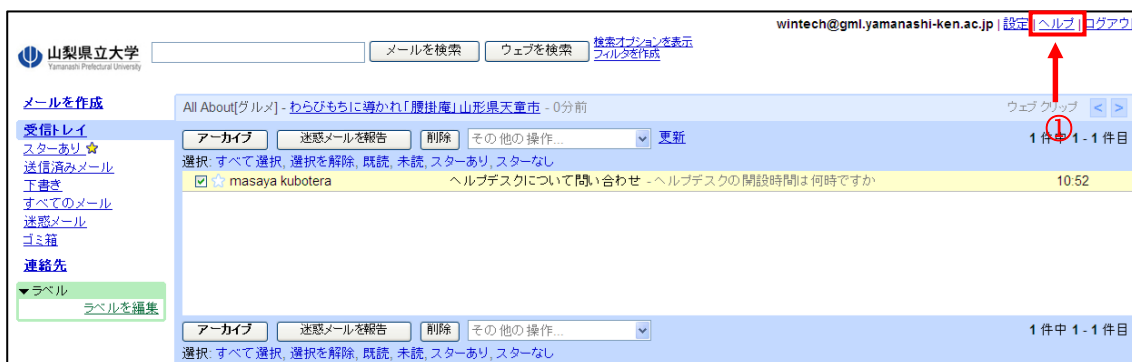 wintech@gml.yamanashi-ken.ac.jp | 設定 | ヘルプ | ログアウ
山梨県立大学
Yamanashi Prefectural University
メールを検索 ウェブを検索 検索オプションを表示
フィルタを作成
メールを作成
All About[グルメ] - わらびもちに導かれ「腰掛庵」山形県天童市 - 0分前 ウェブ クリップ < >
①
受信トレイ
アーカイブ 迷惑メールを報告 削除 その他の操作... 更新 1 件中 1 - 1 件目
スターあり
選択: すべて選択, 選択を解除, 既読, 未読, スターあり, スターなし
送信済みメール
masaya kubotera ヘルプデスクについて問い合わせ - ヘルプデスクの開設時間は何時ですか 10:52
下書き
すべてのメール
迷惑メール
ゴミ箱
連絡先
▼ラベル
ラベルを編集
アーカイブ 迷惑メールを報告 削除 その他の操作... 1 件中 1 - 1 件目
選択: すべて選択, 選択を解除, 既読, 未読, スターあり, スターなし